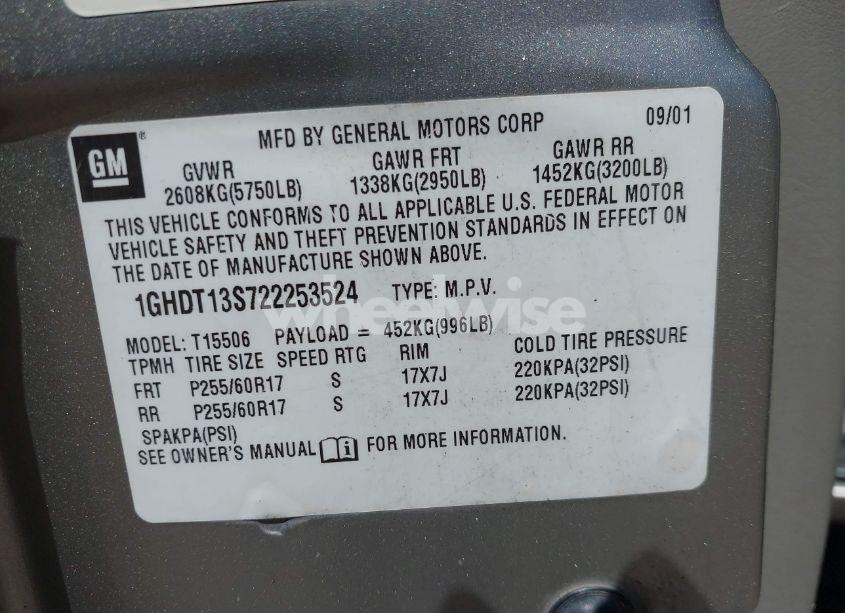 MFD BY GENERAL MOTORS CORP 09/01
GM®
GVWR GAWR FRT GAWR RR
2608KG(5750LB) 1338KG(2950LB) 1452KG(3200LB)
THIS VEHICLE CONFORMS TO ALL APPLICABLE U.S. FEDERAL MOTOR
VEHICLE SAFETY AND THEFT PREVENTION STANDARDS IN EFFECT ON
THE DATE OF MANUFACTURE SHOWN ABOVE.
1GHDT13S722253524 TYPE: M.P.V.
wheelwise
MODEL: T15506 PAYLOAD = 452KG(996LB)
TPMH TIRE SIZE SPEED RTG RIM COLD TIRE PRESSURE
FRT P255/60R17 S 17X7J 220KPA(32PSI)
RR P255/60R17 S 17X7J 220KPA(32PSI)
SPAKPA(PSI)
SEE OWNER'S MANUAL FOR MORE INFORMATION.